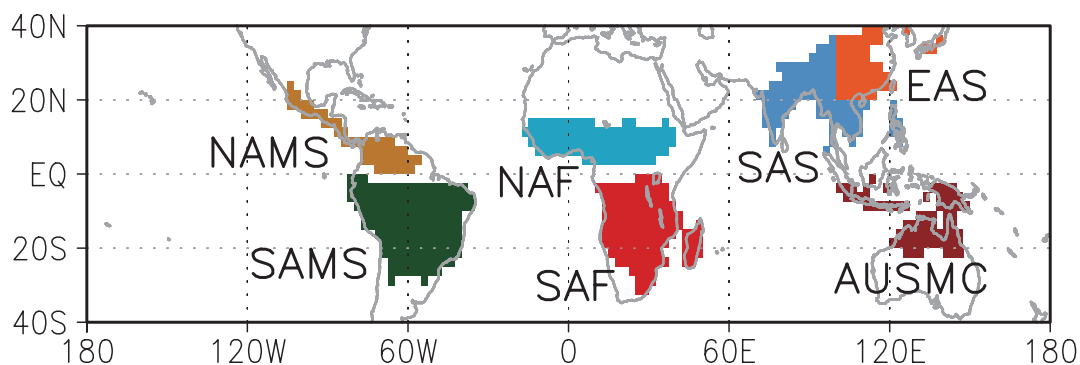 40N
EAS
20N
NAMS
SAS
NAF
EQ
20S
SAMS
SAF
AUSMC
40S
180 120W 60W 0 60E 120E 180